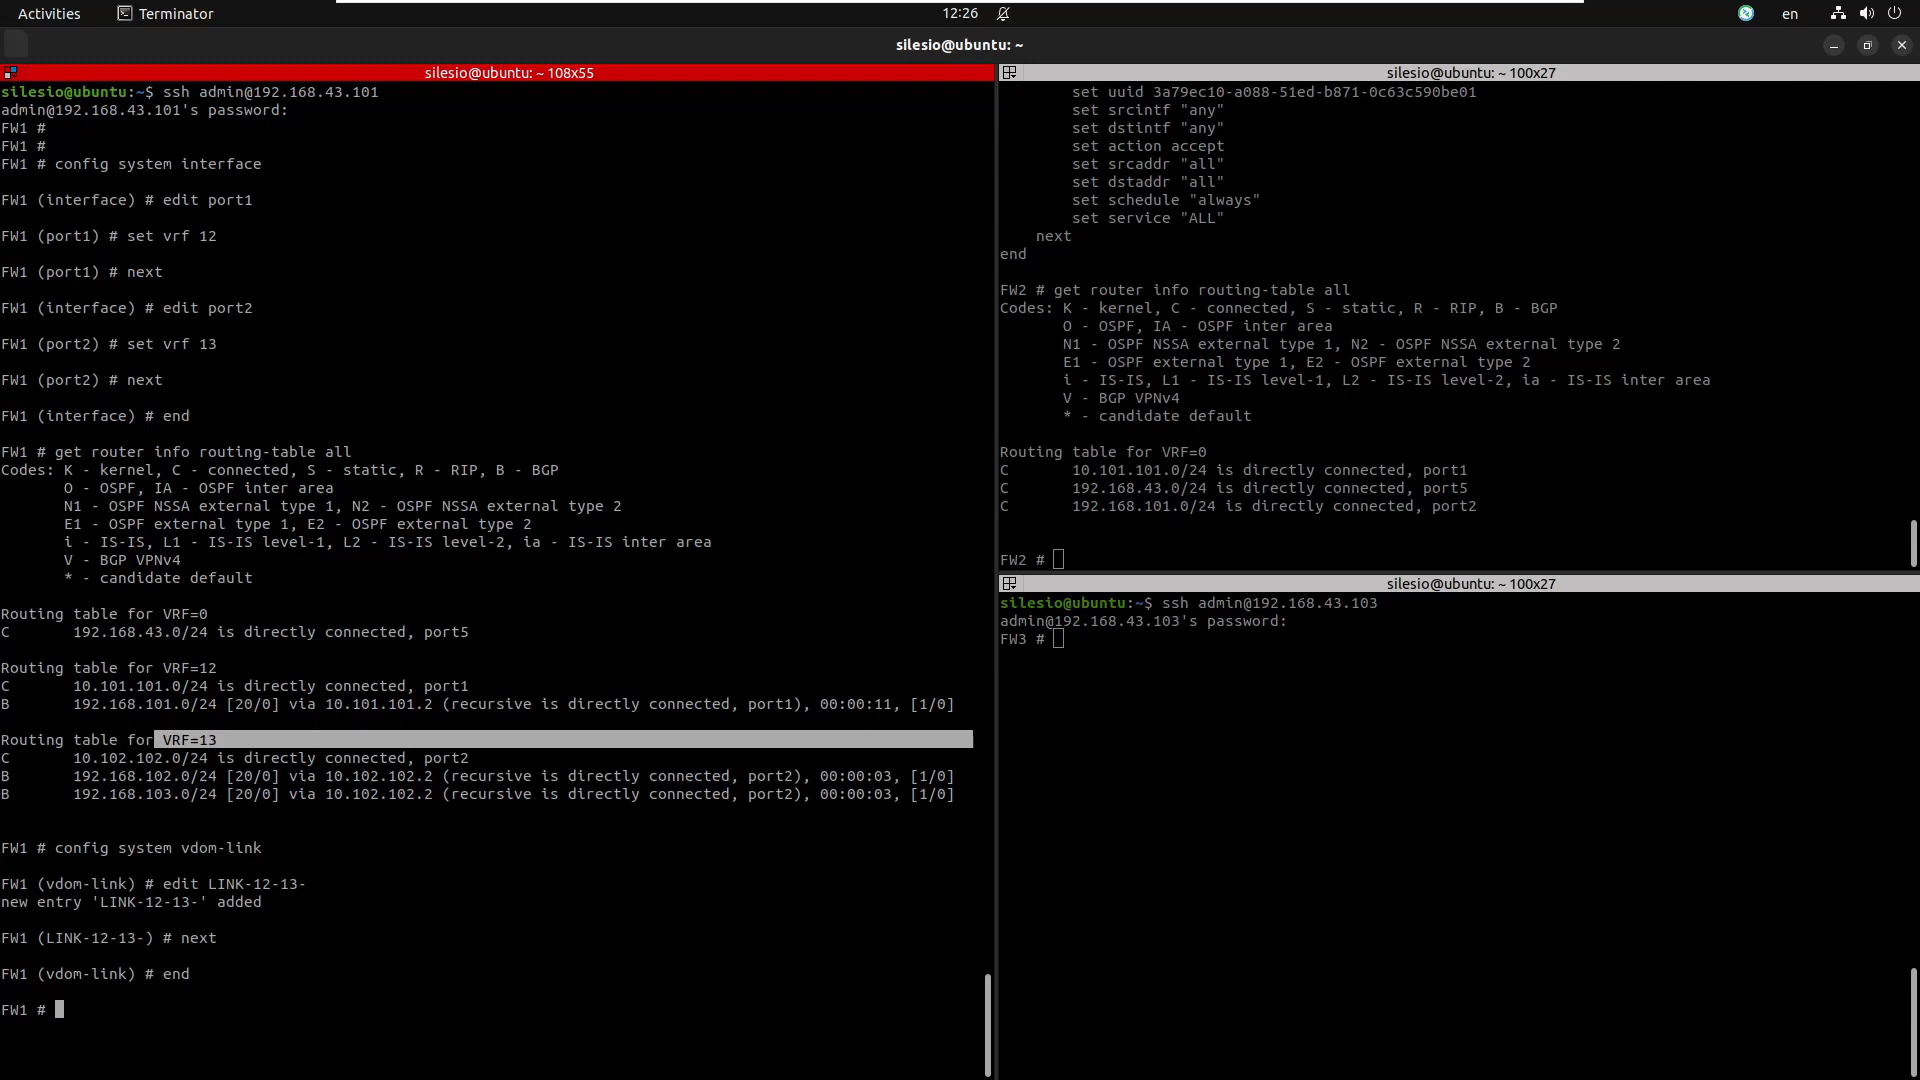 Activities
Terminator
12:26
en
silesio@ubuntu: ~
silesio@ubuntu: ~ 108x55
silesio@ubuntu:~$ ssh admin@192.168.43.101
admin@192.168.43.101's password:
FW1 #
FW1 #
FW1 # config system interface
FW1 (interface) # edit port1
FW1 (port1) # set vrf 12
FW1 (port1) # next
FW1 (interface) # edit port2
FW1 (port2) # set vrf 13
FW1 (port2) # next
FW1 (interface) # end
FW1 # get router info routing-table all
Codes: K - kernel, C - connected, S - static, R - RIP, B - BGP
O - OSPF, IA - OSPF inter area
N1 - OSPF NSSA external type 1, N2 - OSPF NSSA external type 2
E1 - OSPF external type 1, E2 - OSPF external type 2
i - IS-IS, L1 - IS-IS level-1, L2 - IS-IS level-2, ia - IS-IS inter area
V - BGP VPNv4
* - candidate default
Routing table for VRF=0
C 192.168.43.0/24 is directly connected, port5
Routing table for VRF=12
C 10.101.101.0/24 is directly connected, port1
B 192.168.101.0/24 [20/0] via 10.101.101.2 (recursive is directly connected, port1), 00:00:11, [1/0]
Routing table for VRF=13
C 10.102.102.0/24 is directly connected, port2
B 192.168.102.0/24 [20/0] via 10.102.102.2 (recursive is directly connected, port2), 00:00:03, [1/0]
B 192.168.103.0/24 [20/0] via 10.102.102.2 (recursive is directly connected, port2), 00:00:03, [1/0]
FW1 # config system vdom-link
FW1 (vdom-link) # edit LINK-12-13-
new entry 'LINK-12-13-' added
FW1 (LINK-12-13-) # next
FW1 (vdom-link) # end
FW1 #
silesio@ubuntu: ~ 100x27
set uuid 3a79ec10-a088-51ed-b871-0c63c590be01
set srcintf "any"
set dstintf "any"
set action accept
set srcaddr "all"
set dstaddr "all"
set schedule "always"
set service "ALL"
next
end
FW2 # get router info routing-table all
Codes: K - kernel, C - connected, S - static, R - RIP, B - BGP
O - OSPF, IA - OSPF inter area
N1 - OSPF NSSA external type 1, N2 - OSPF NSSA external type 2
E1 - OSPF external type 1, E2 - OSPF external type 2
i - IS-IS, L1 - IS-IS level-1, L2 - IS-IS level-2, ia - IS-IS inter area
V - BGP VPNv4
* - candidate default
Routing table for VRF=0
C 10.101.101.0/24 is directly connected, port1
C 192.168.43.0/24 is directly connected, port5
C 192.168.101.0/24 is directly connected, port2
FW2 #
silesio@ubuntu: ~ 100x27
silesio@ubuntu:~$ ssh admin@192.168.43.103
admin@192.168.43.103's password:
FW3 #